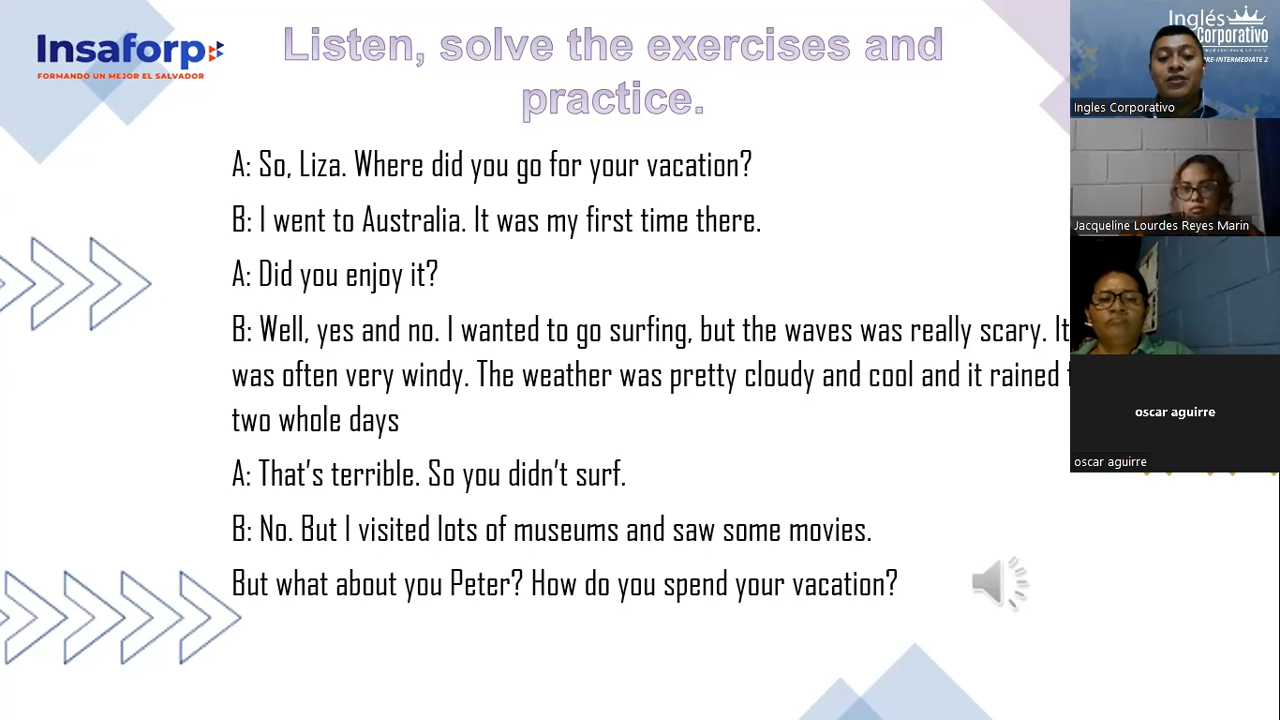 Insaforp
FORMANDO UN MEJOR EL SALVADOR
Listen, solve the exercises and
practice.
A: So, Liza. Where did you go for your vacation?
B: I went to Australia. It was my first time there.
A: Did you enjoy it?
B: Well, yes and no. I wanted to go surfing, but the waves was really scary. It
was often very windy. The weather was pretty cloudy and cool and it rained
two whole days
A: That's terrible. So you didn't surf.
B: No. But I visited lots of museums and saw some movies.
But what about you Peter? How do you spend your vacation?
Inglés
Corporativo
PRE-INTERMEDIATE 2
Ingles Corporativo
Jacqueline Lourdes Reyes Marin
oscar aguirre
oscar aguirre